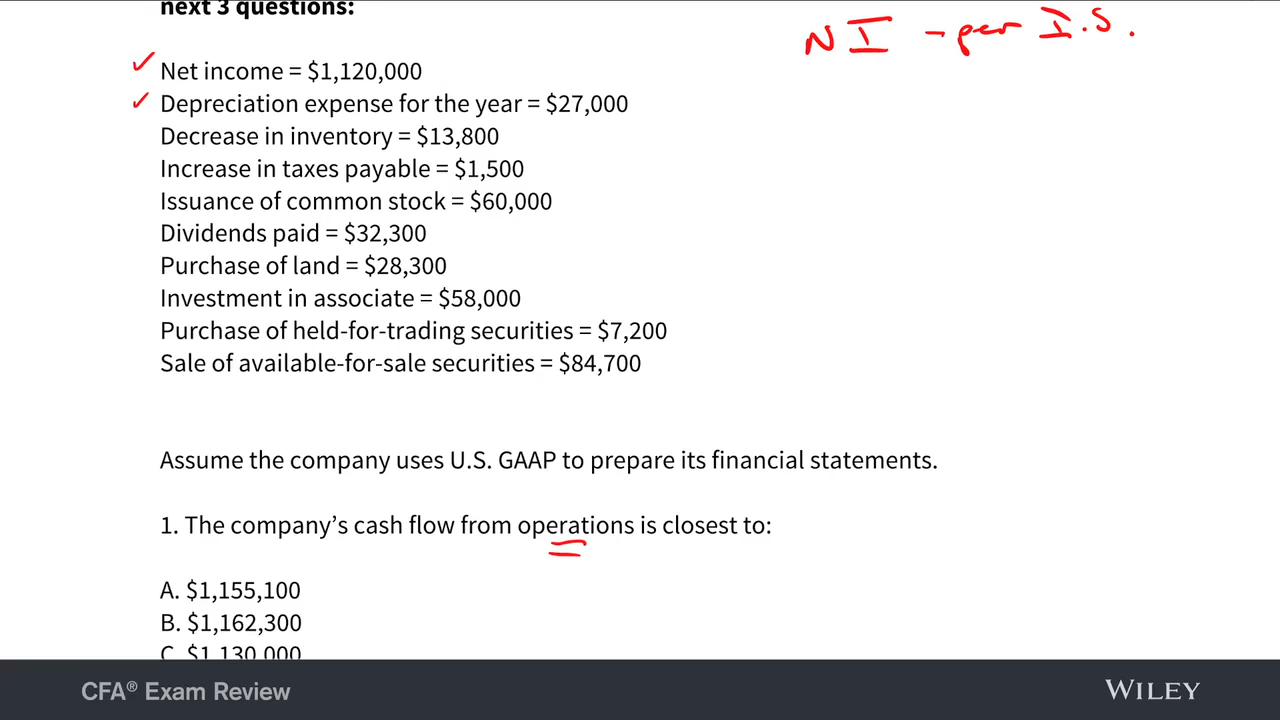 next 3 questions:
NI - per I.S.
Net income = $1,120,000
Depreciation expense for the year = $27,000
Decrease in inventory = $13,800
Increase in taxes payable = $1,500
Issuance of common stock = $60,000
Dividends paid = $32,300
Purchase of land = $28,300
Investment in associate = $58,000
Purchase of held-for-trading securities = $7,200
Sale of available-for-sale securities = $84,700
Assume the company uses U.S. GAAP to prepare its financial statements.
1. The company's cash flow from operations is closest to:
A. $1,155,100
B. $1,162,300
C. $1,130,000
CFA® Exam Review
WILEY